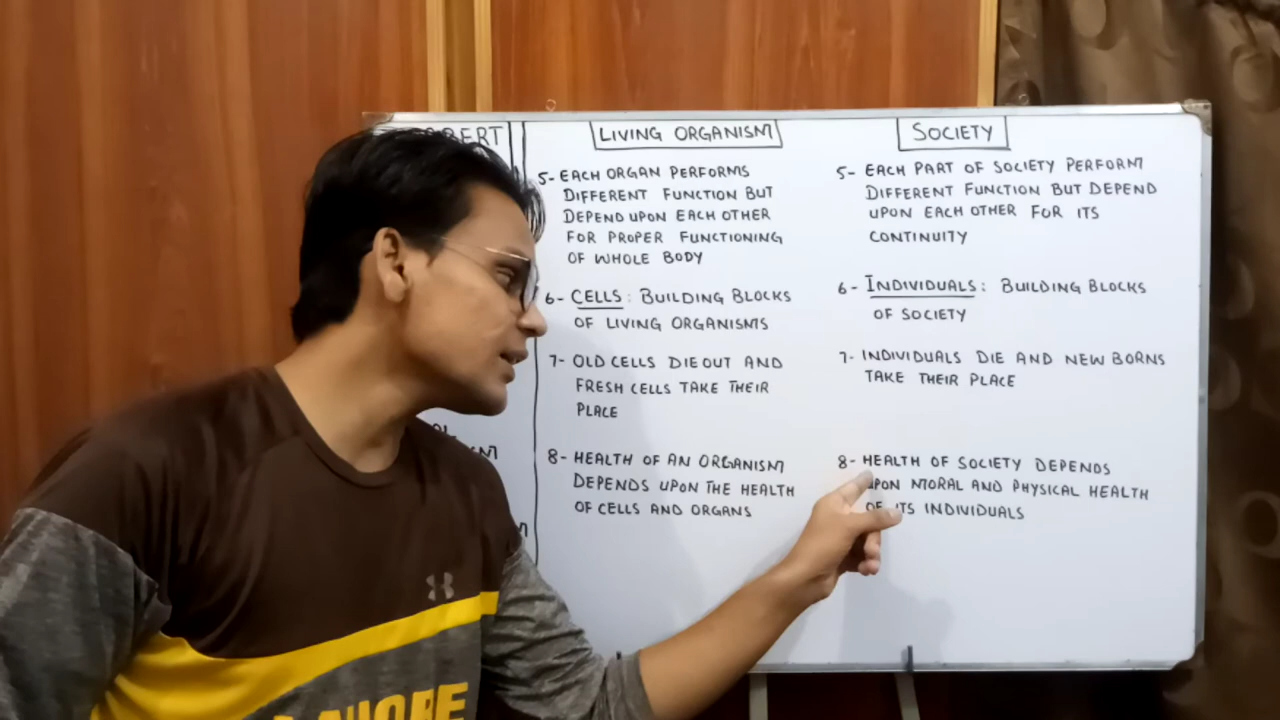 LIVING ORGANISM
5- EACH ORGAN PERFORMS
DIFFERENT FUNCTION BUT
DEPEND UPON EACH OTHER
FOR PROPER FUNCTIONING
OF WHOLE BODY
6- CELLS: BUILDING BLOCKS
OF LIVING ORGANISMS
7- OLD CELLS DIE OUT AND
FRESH CELLS TAKE THEIR
PLACE
8- HEALTH OF AN ORGANISM
DEPENDS UPON THE HEALTH
OF CELLS AND ORGANS
SOCIETY
5- EACH PART OF SOCIETY PERFORM
DIFFERENT FUNCTION BUT DEPEND
UPON EACH OTHER FOR ITS
CONTINUITY
6- INDIVIDUALS: BUILDING BLOCKS
OF SOCIETY
7- INDIVIDUALS DIE AND NEW BORNS
TAKE THEIR PLACE
8- HEALTH OF SOCIETY DEPENDS
UPON MORAL AND PHYSICAL HEALTH
OF ITS INDIVIDUALS
LAHORE